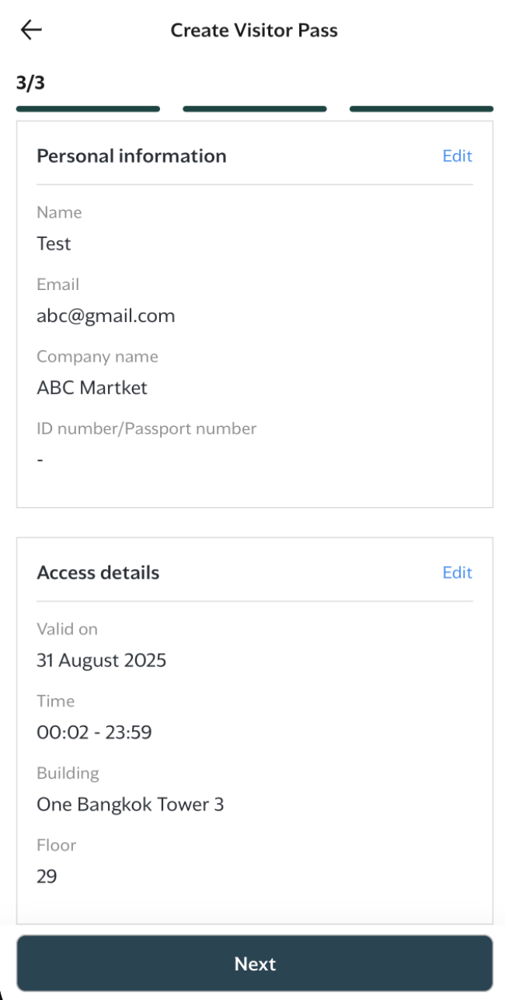 Create Visitor Pass
3/3
Personal information
Edit
Name
Test
Email
abc@gmail.com
Company name
ABC Martket
ID number/Passport number
-
Access details
Edit
Valid on
31 August 2025
Time
00:02 - 23:59
Building
One Bangkok Tower 3
Floor
29
Next